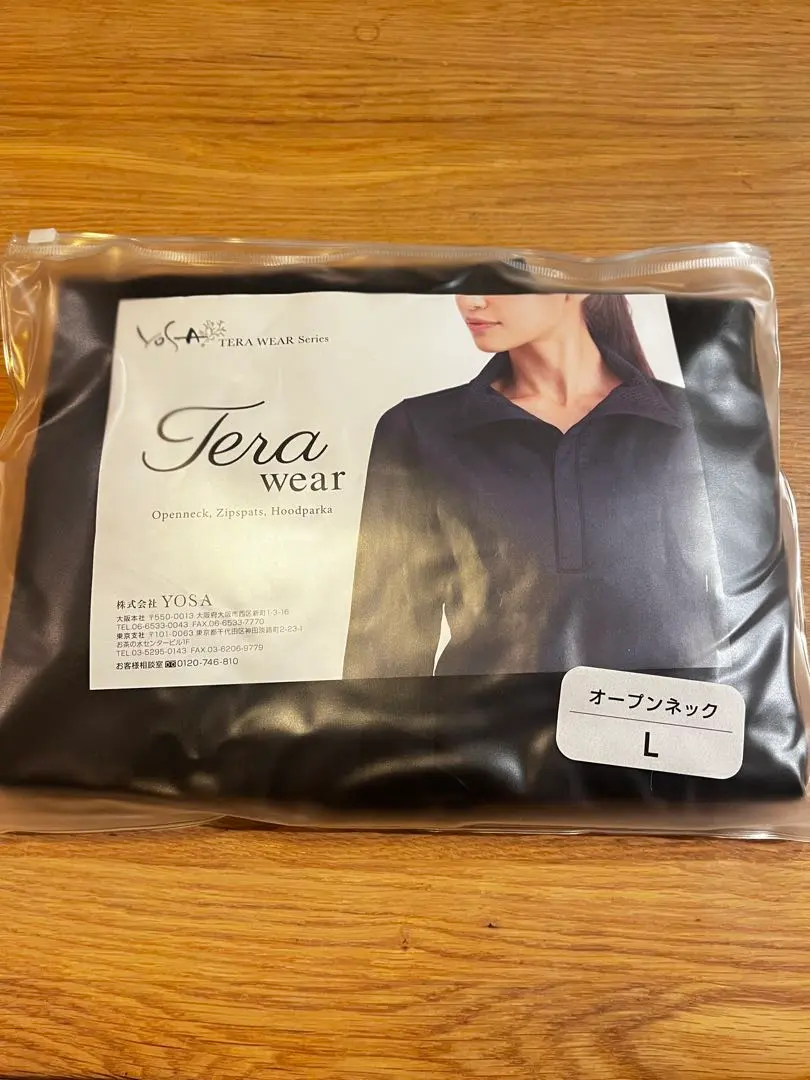 YOSA TERA WEAR Series
Tera
wear
Openneck, Zipspats, Hoodparka
株式会社 YOSA
大阪本社 〒550-0013 大阪府大阪市西区新町1-3-16
TEL.06-6533-0043 FAX.06-6533-7770
東京支社 〒101-0063 東京都千代田区神田淡路町2-23-1
お茶の水センタービル1F
TEL.03-5295-0143 FAX.03-6206-9779
お客様相談室 0120-746-810
オープンネック
L